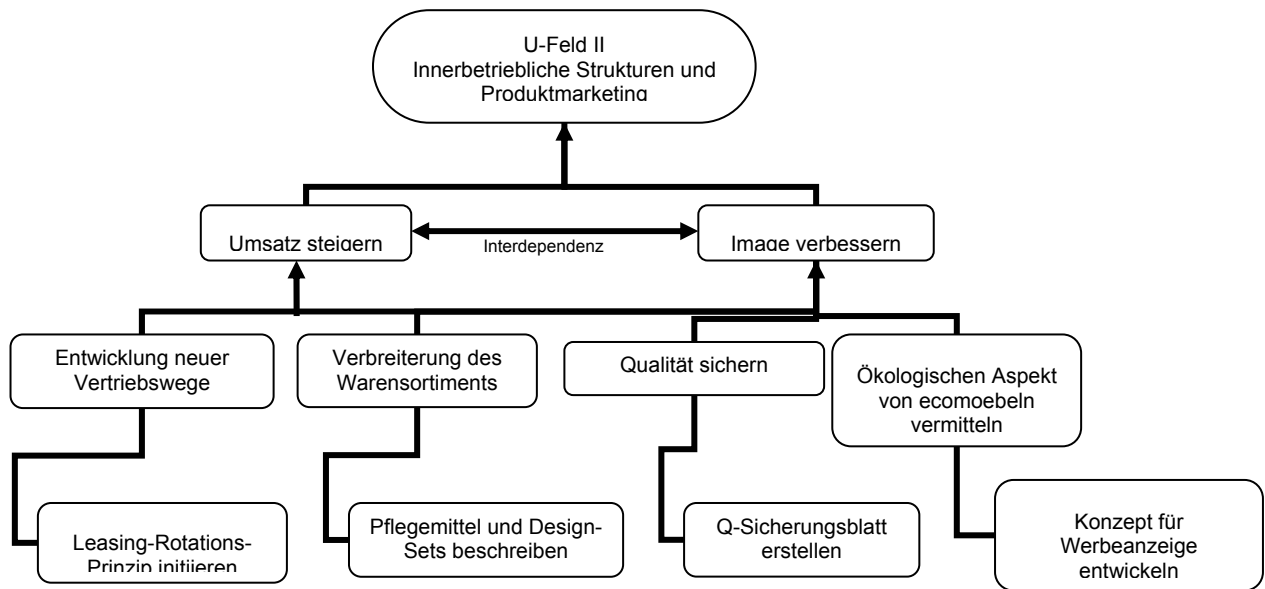 U-Feld II
Innerbetriebliche Strukturen und
Produktmarketing
Umsatz steigern
Interdependenz
Image verbessern
Entwicklung neuer
Vertriebswege
Verbreiterung des
Warensortiments
Qualität sichern
Ökologischen Aspekt
von ecomoebeln
vermitteln
Leasing-Rotations-
Prinzip initiieren
Pflegemittel und Design-
Sets beschreiben
Q-Sicherungsblatt
erstellen
Konzept für
Werbeanzeige
entwickeln